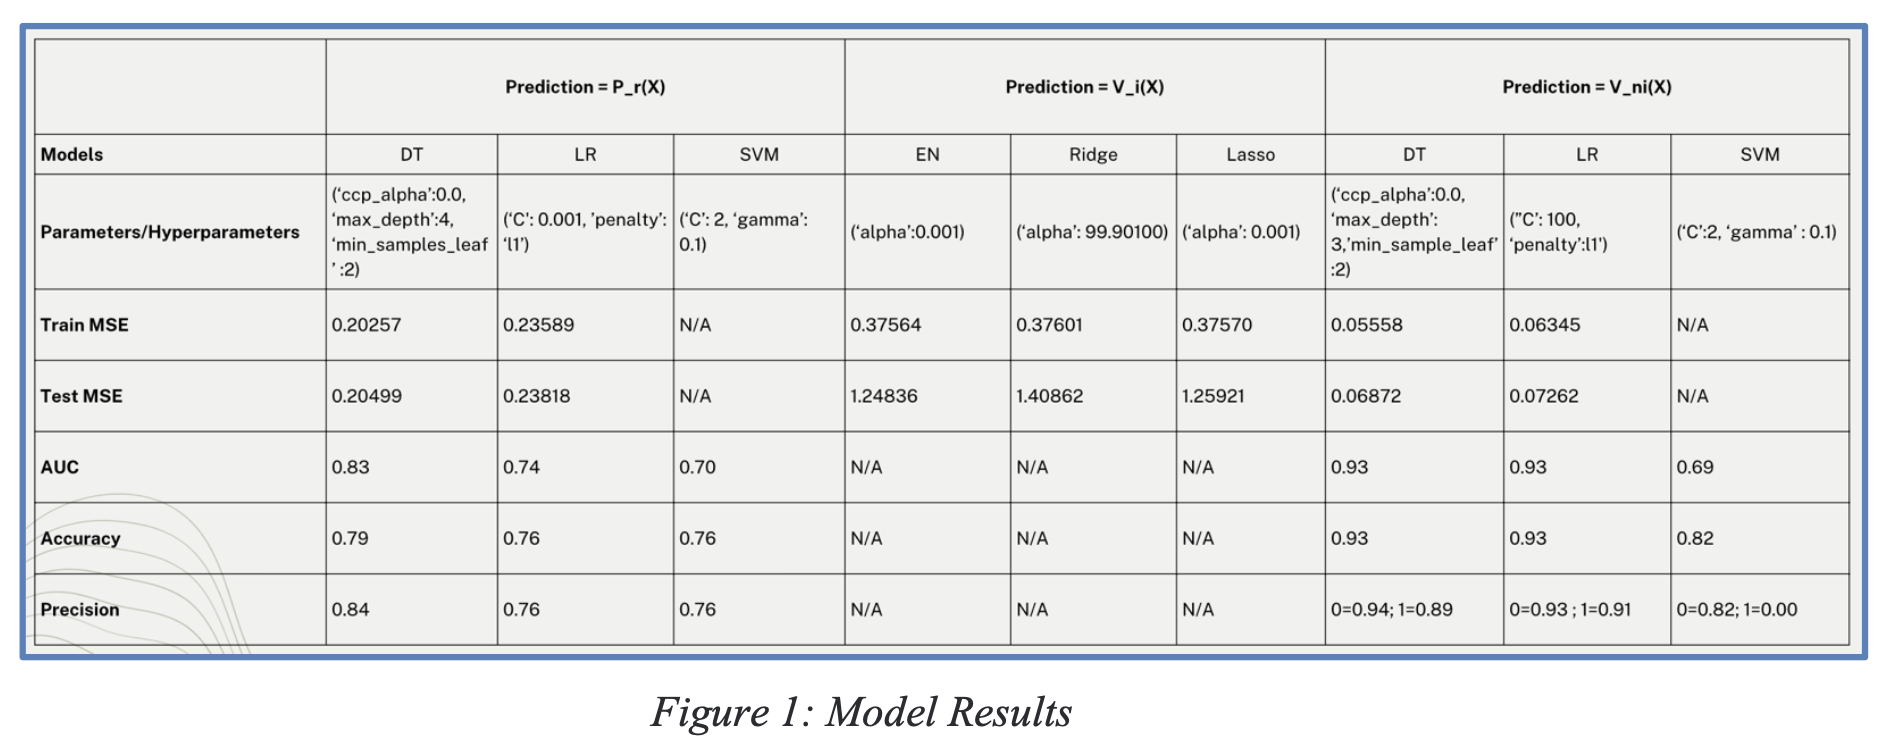 Prediction = P_r(X) Prediction = V_i(X) Prediction = V_ni(X)
Models DT LR SVM EN Ridge Lasso DT LR SVM
Parameters/Hyperparameters (‘ccp_alpha’:0.0, ‘max_depth’:4, ‘min_samples_leaf ’ :2) (‘C’: 0.001, ’penalty’: ‘l1’) (‘C’: 2, ‘gamma’: 0.1) (‘alpha’:0.001) (‘alpha’: 99.90100) (‘alpha’: 0.001) (‘ccp_alpha’:0.0, ‘max_depth’: 3,’min_sample_leaf’ :2) (”C’: 100, ‘penalty’:l1’) (‘C’:2, ‘gamma’ : 0.1)
Train MSE 0.20257 0.23589 N/A 0.37564 0.37601 0.37570 0.05558 0.06345 N/A
Test MSE 0.20499 0.23818 N/A 1.24836 1.40862 1.25921 0.06872 0.07262 N/A
AUC 0.83 0.74 0.70 N/A N/A N/A 0.93 0.93 0.69
Accuracy 0.79 0.76 0.76 N/A N/A N/A 0.93 0.93 0.82
Precision 0.84 0.76 0.76 N/A N/A N/A 0=0.94; 1=0.89 0=0.93 ; 1=0.91 0=0.82; 1=0.00
Figure 1: Model Results